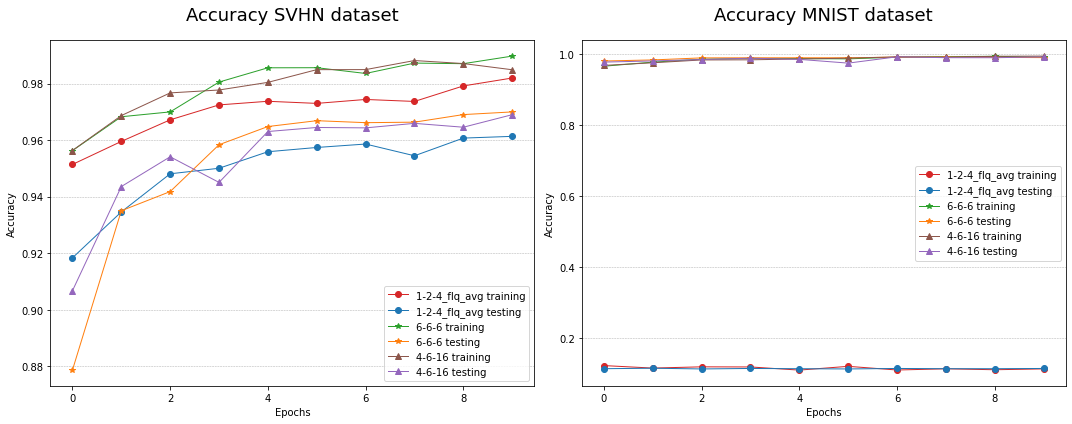 Accuracy SVHN dataset
0.98
0.96
0.94
0.92
0.90
0.88
Accuracy
0
2
4
6
8
Epochs
1-2-4_flq_avg training
1-2-4_flq_avg testing
6-6-6 training
6-6-6 testing
4-6-16 training
4-6-16 testing
Accuracy MNIST dataset
1.0
0.8
0.6
0.4
0.2
Accuracy
0
2
4
6
8
Epochs
1-2-4_flq_avg training
1-2-4_flq_avg testing
6-6-6 training
6-6-6 testing
4-6-16 training
4-6-16 testing